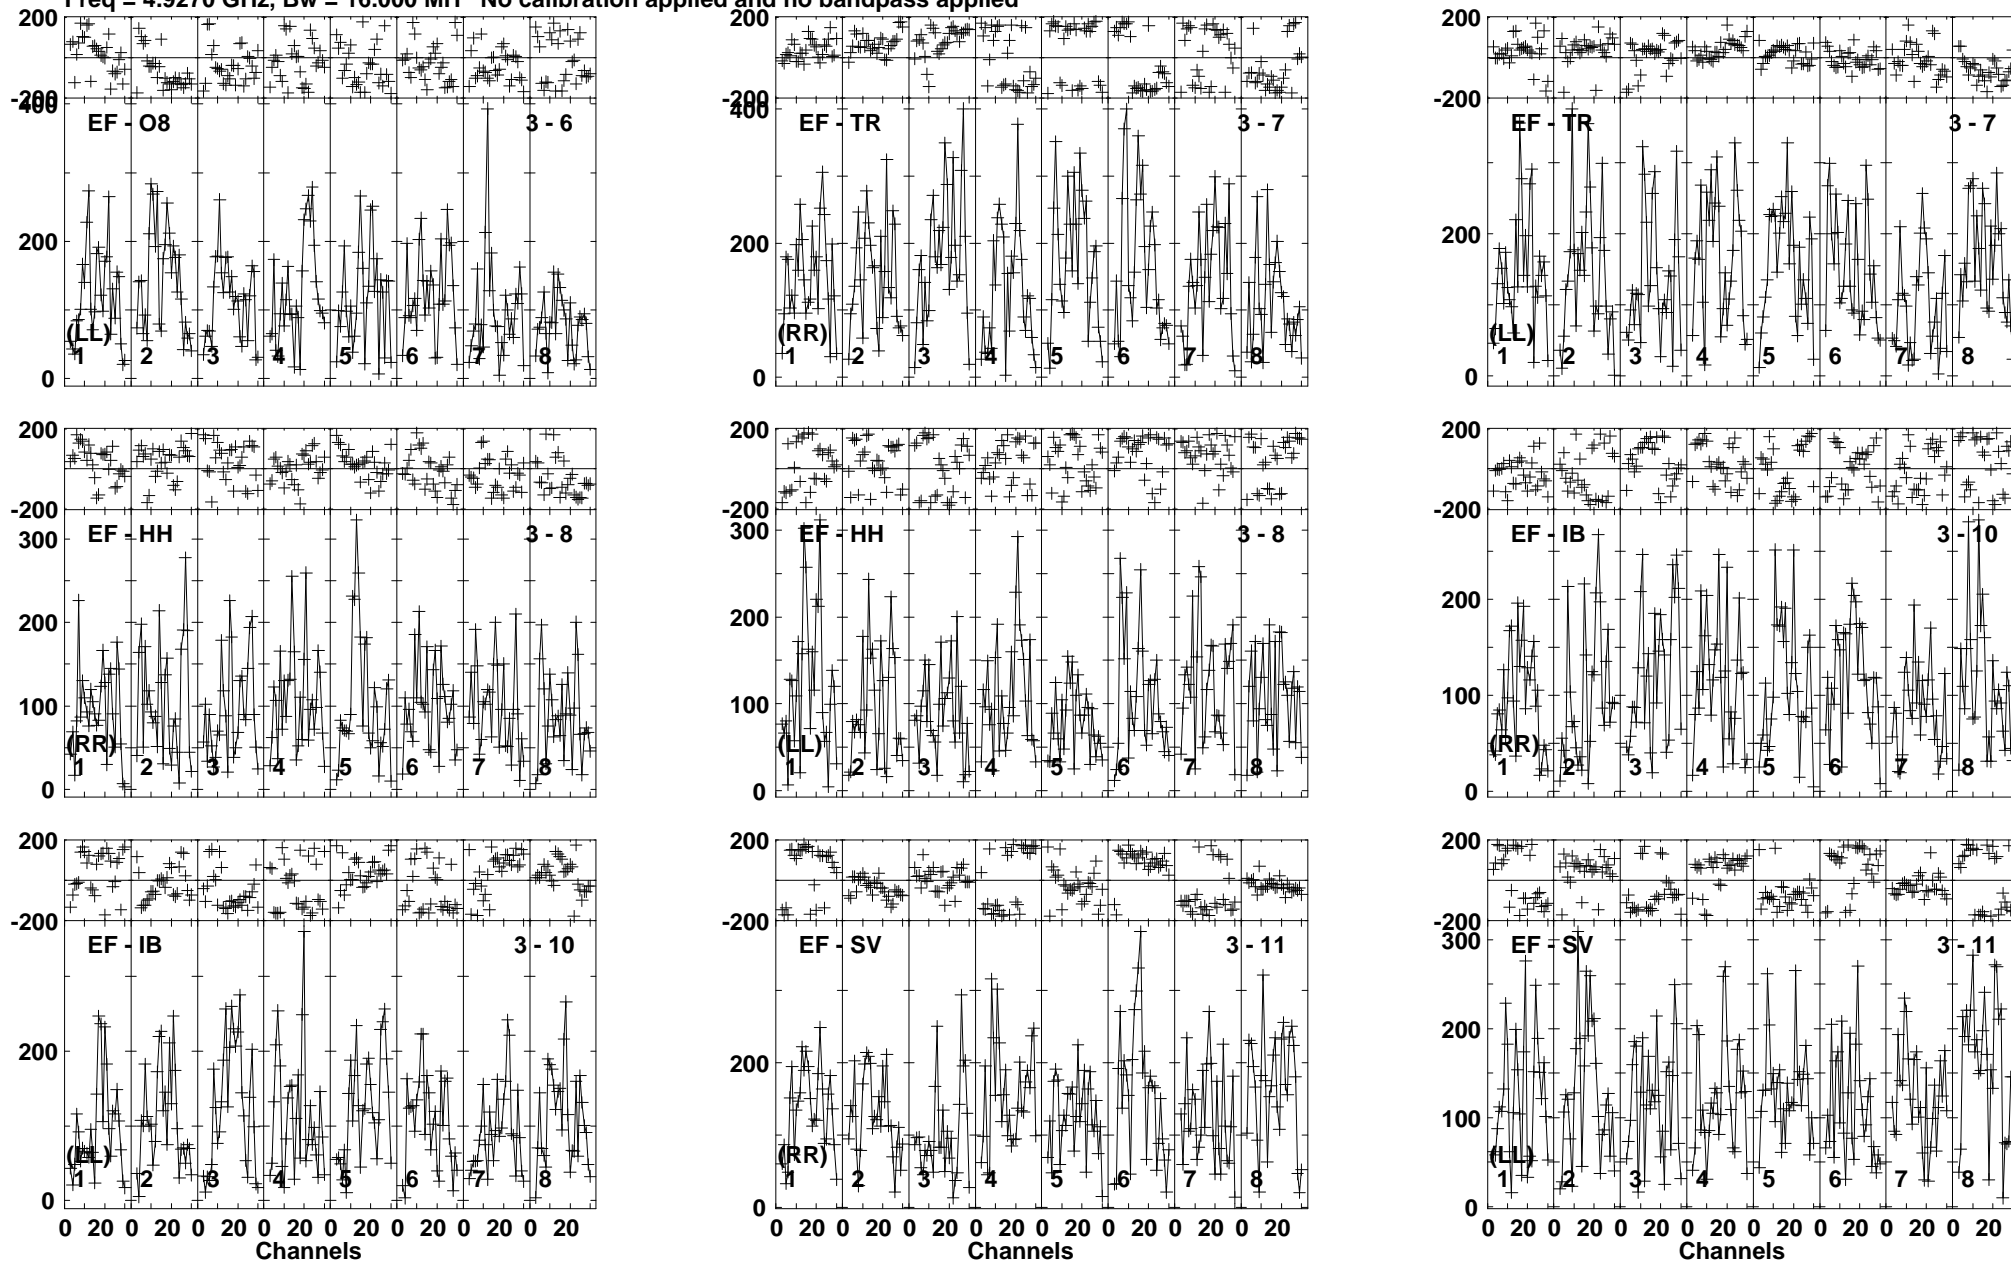 Freq = 4.9270 GHz, Bw = 16.000 MH No calibration applied and no bandpass applied
200 200 200
-200 -200 -200
400 400
EF - O8 3 - 6 EF - TR 3 - 7 EF - TR 3 - 7
200 200 200
(LL) (RR) (LL)
1 2 3 4 5 6 7 8 1 2 3 4 5 6 7 8 1 2 3 4 5 6 7 8
0 0 0
200 200 200
-200 -200 -200
EF - HH 3 - 8 EF - HH 3 - 8 EF - IB 3 - 10
300 300
200 200 200
100 100 100
(RR) (LL) (RR)
1 2 3 4 5 6 7 8 1 2 3 4 5 6 7 8 1 2 3 4 5 6 7 8
0 0 0
200 200 200
-200 -200 -200
EF - IB 3 - 10 EF - SV 3 - 11 EF - SV 3 - 11
300
200 200 200
100
(LL) (RR) (LL)
1 2 3 4 5 6 7 8 1 2 3 4 5 6 7 8 1 2 3 4 5 6 7 8
0 0 0
0 20 0 20 0 20 0 20 0 20 0 20 0 20 0 20 0 20 0 20 0 20 0 20 0 20 0 20 0 20 0 20 0 20 0 20 0 20 0 20 0 20 0 20 0 20 0 20
Channels Channels Channels